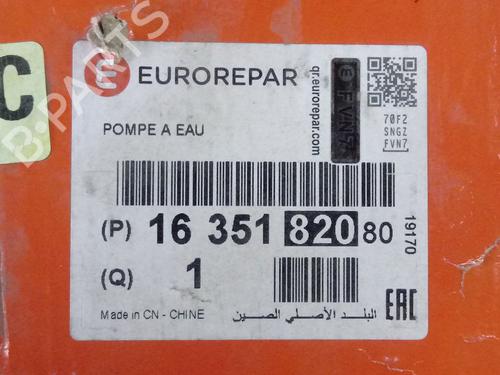 C
B-PARTS
EUROREPAR
POMPE A EAU
qr.eurorepar.com
FVN7
70F2
SNGZ
FVN7
(P) 16 351 820 80
19170
(Q) 1
Made in CN - CHINE
البلد الأصلي الصين
EAC